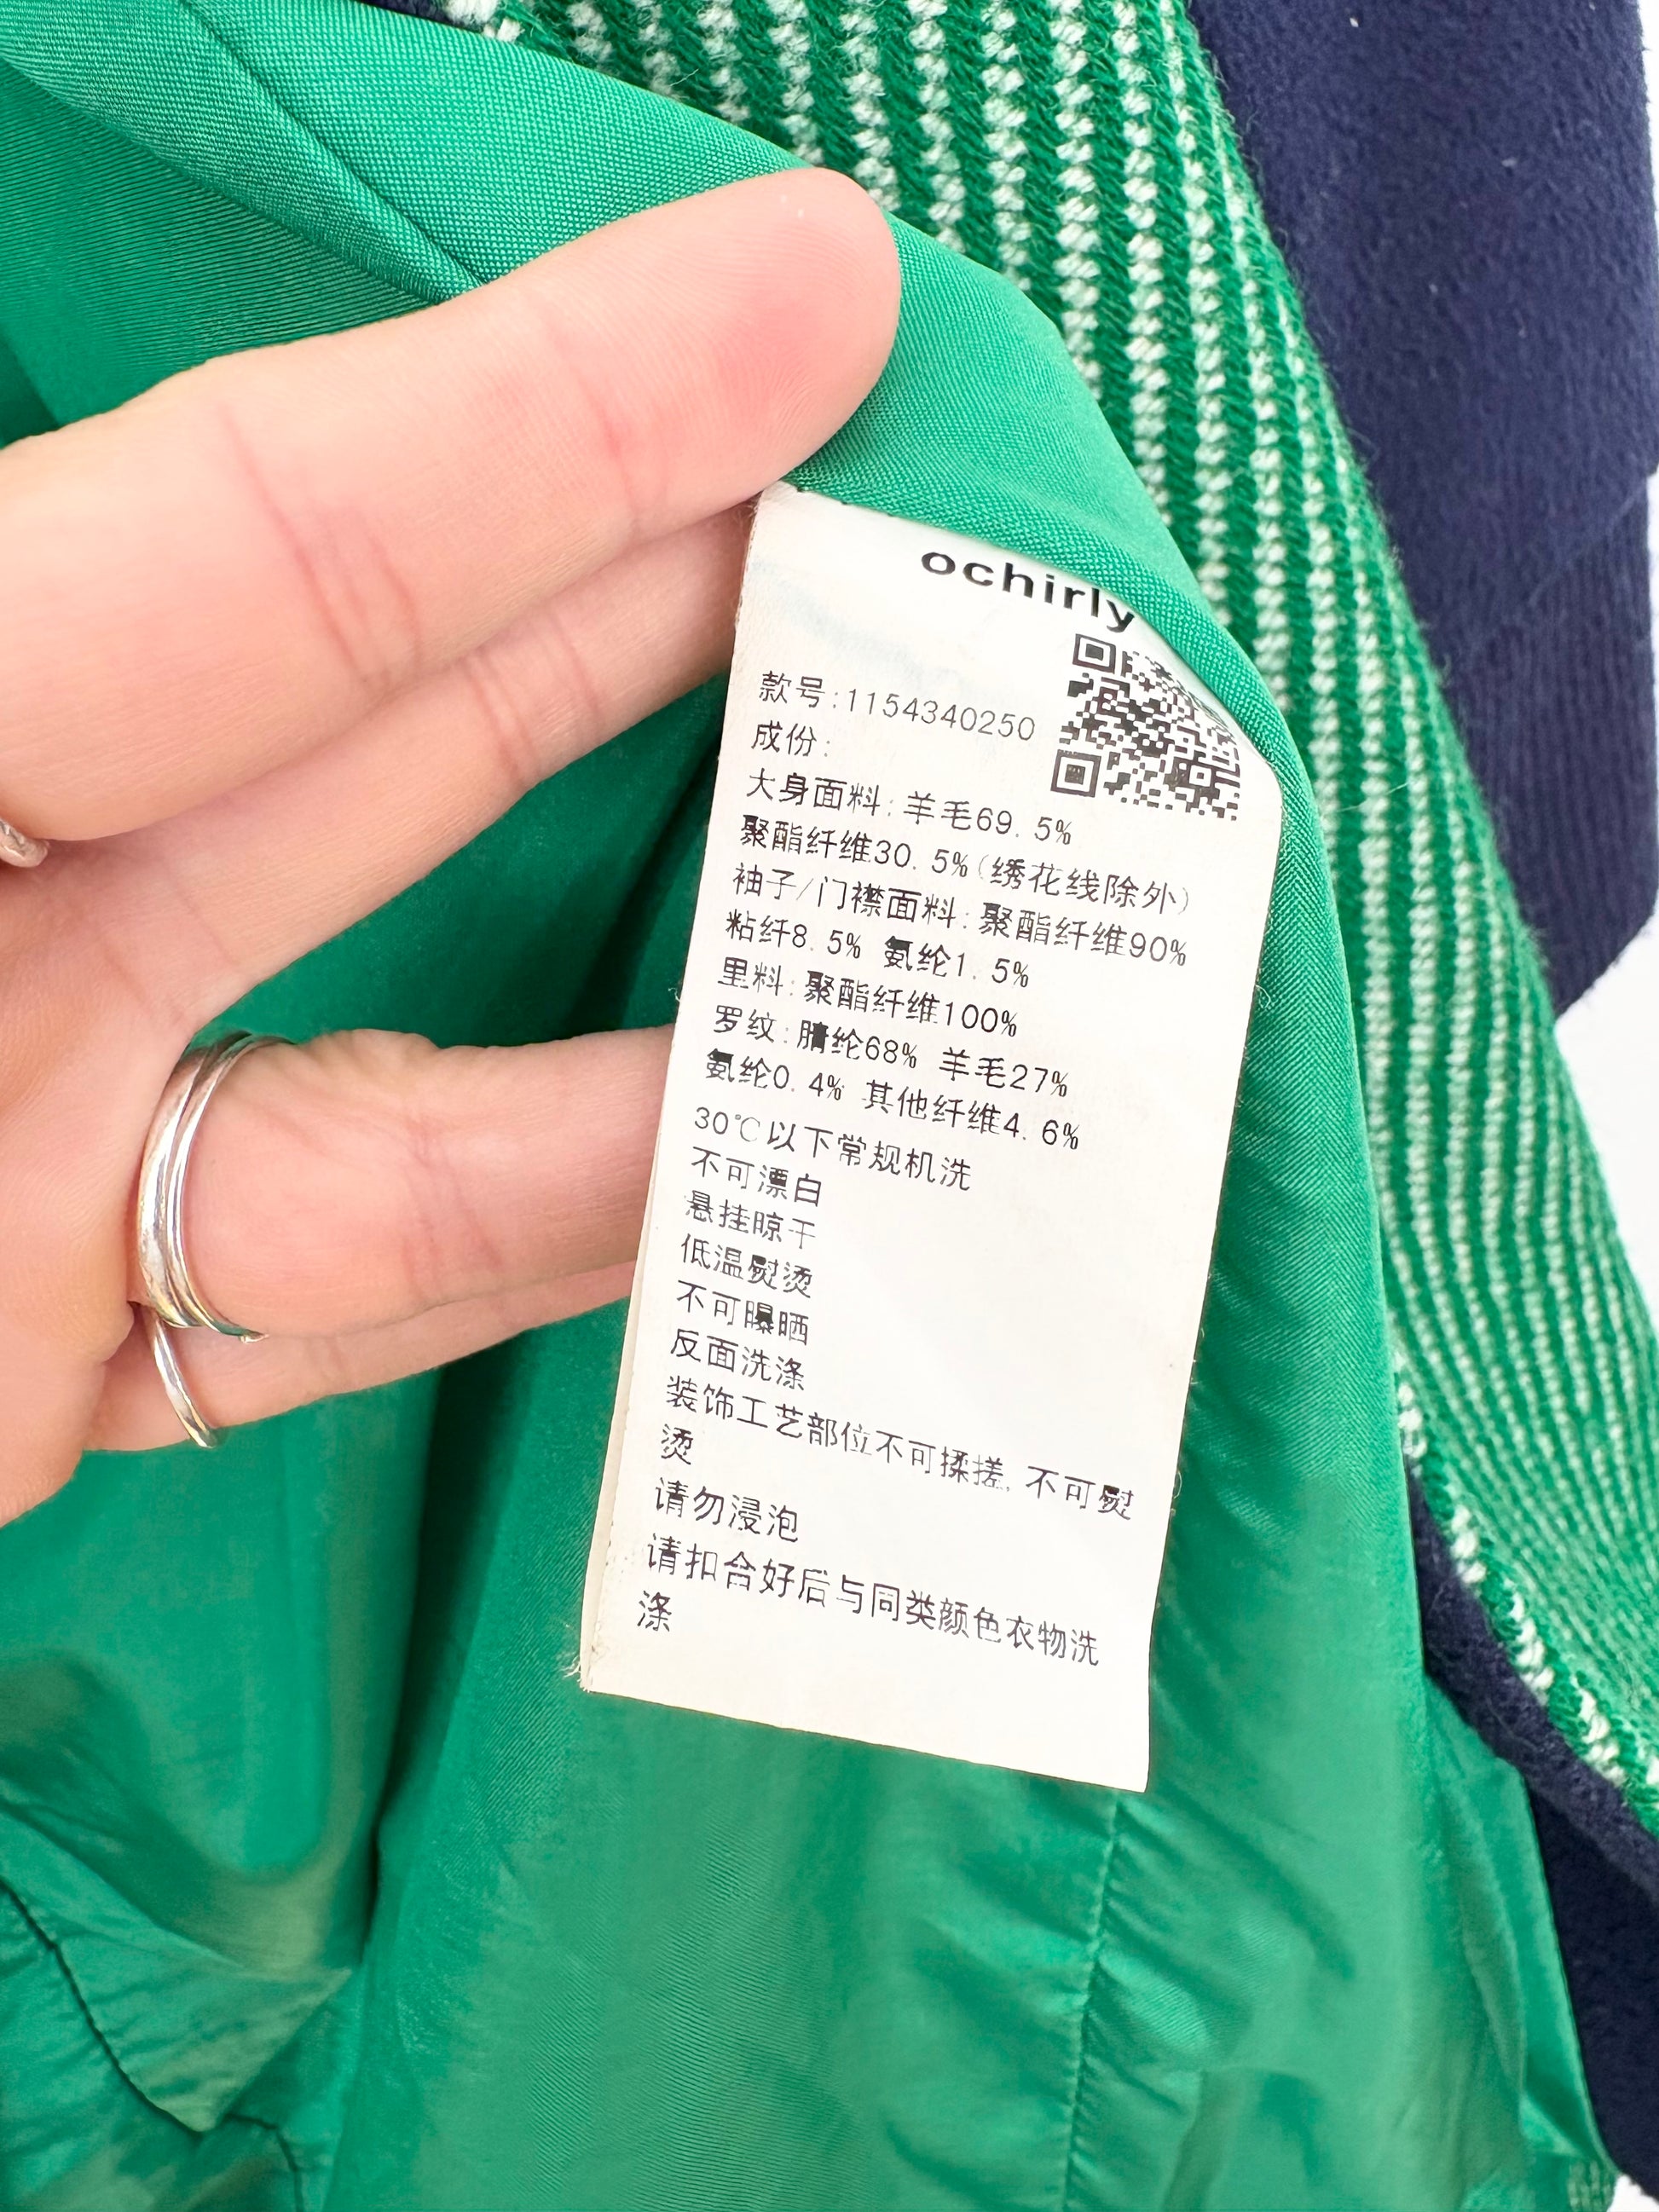 ochirly
款号:1154340250
成份:
大身面料:羊毛69.5%
聚酯纤维30.5%(绣花线除外)
袖子/门襟面料:聚酯纤维90%
粘纤8.5% 氨纶1.5%
里料:聚酯纤维100%
罗纹:腈纶68% 羊毛27%
氨纶0.4% 其他纤维4.6%
30℃以下常规机洗
不可漂白
悬挂晾干
低温熨烫
不可曝晒
反面洗涤
装饰工艺部位不可揉搓,不可熨
烫
请勿浸泡
请扣合好后与同类颜色衣物洗
涤